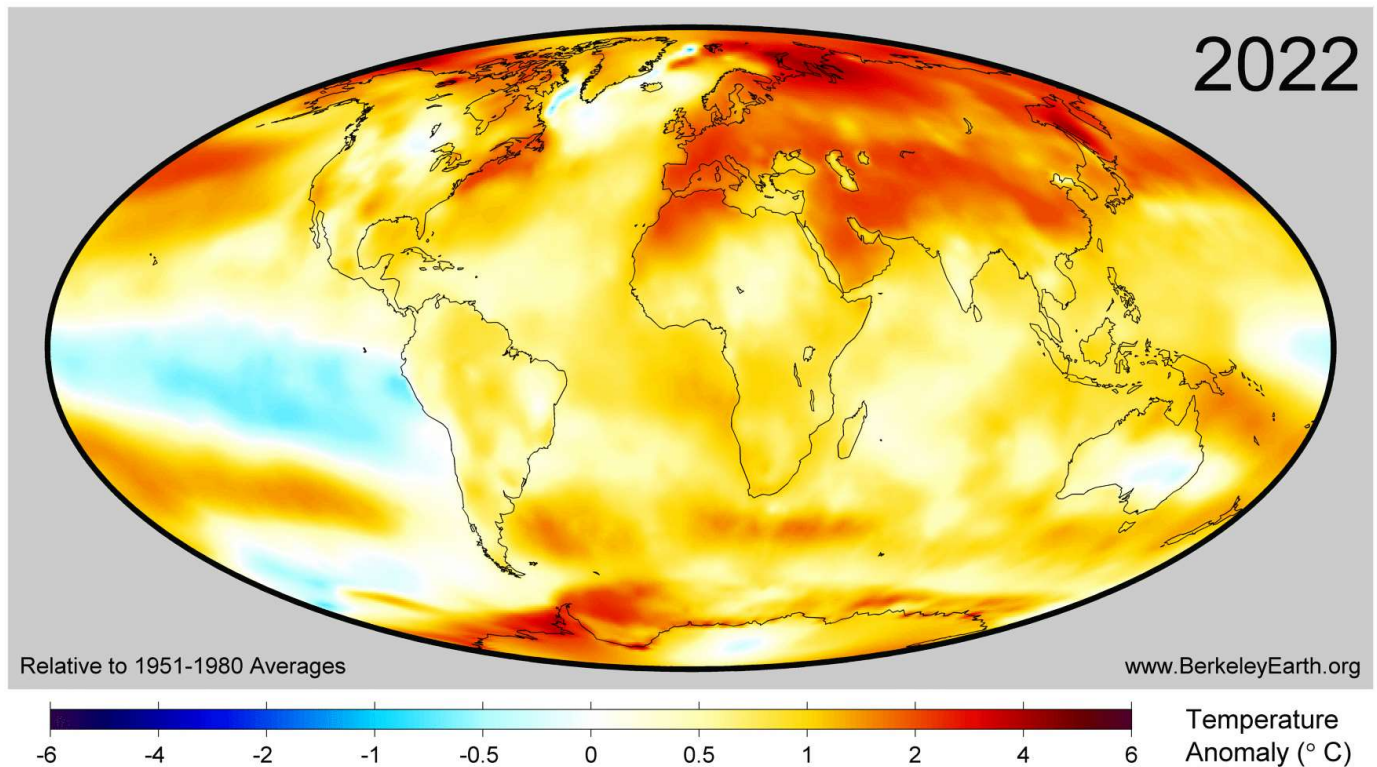 2022
Relative to 1951-1980 Averages
www.BerkeleyEarth.org
-6 -4 -2 -1 -0.5 0 0.5 1 2 4 6
Temperature
Anomaly (° C)